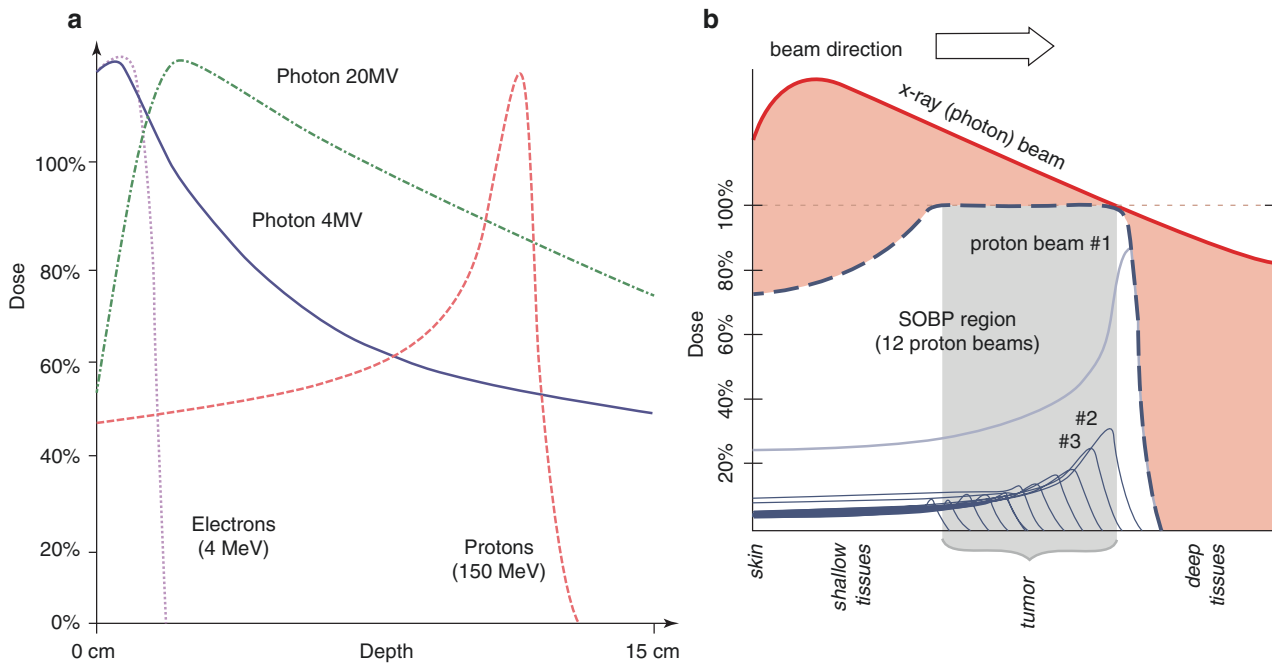 a
Photon 20MV
100%
Photon 4MV
80%
Dose
60%
40%
Electrons
(4 MeV)
Protons
(150 MeV)
20%
0%
0 cm
Depth
15 cm
b
beam direction
x-ray (photon) beam
100%
proton beam #1
80%
SOBP region
(12 proton beams)
Dose
60%
40%
#2
#3
20%
skin
shallow
tissues
tumor
deep
tissues